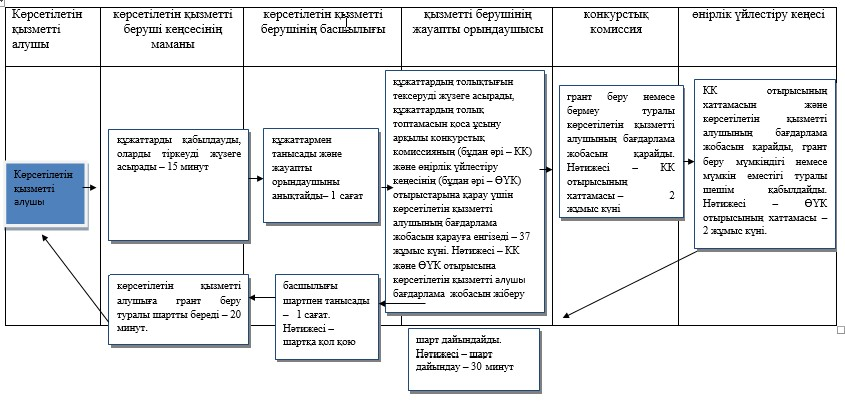 Көрсетілетін
қызметті
алушы
көрсетілетін қызметті
беруші кеңсесінің
маманы
Көрсетілетін қызметті
берушінің басшылығы
қызметті берушінің
жауапты орындаушысы
конкурстық
комиссия
өнірлік үйлестіру кеңесі
Көрсетілетін
қызметті
алушы
құжаттарды қабылдауды,
оларды тіркеуді жүзеге
асырады – 15 минут
құжаттармен
танысады және
жауапты
орындаушыны
анықтайды– 1 сағат
құжаттардың толықтығын
тексеруді жүзеге асырады,
құжаттардың толық
топтамасын қоса ұсыну
арқылы конкурстық
комиссияның (бұдан әрі – КК)
және өңірлік үйлестіру
кеңесінің (бұдан әрі – ӨҮК)
отырыстарына қарау үшін
көрсетілетін қызметті
алушының бағдарлама
жобасын қарауға енгізеді – 37
жұмыс күні. Нәтижесі – КК
және ӨҮК отырысына
көрсетілетін қызметті алушы
бағдарлама жобасын жіберу
грант беру немесе
бермеу туралы
көрсетілетін қызметті
алушының бағдарлама
жобасын қарайды.
Нәтижесі – КК
отырысының
хаттамасы – 2
жұмыс күні
КК отырысының
хаттамасын және
көрсетілетін қызметті
алушының бағдарлама
жобасын қарайды, грант
беру мүмкіндігі немесе
мүмкін еместігі туралы
шешім қабылдайды.
Нәтижесі – ӨҮК
отырысының хаттамасы –
2 жұмыс күні.
көрсетілетін қызметті
алушыға грант беру
туралы шартты береді – 20
минут.
басшылығы
шартпен танысады
– 1 сағат.
Нәтижесі –
шартқа қол қою
шарт дайындайды.
Нәтижесі – шарт
дайындау – 30 минут